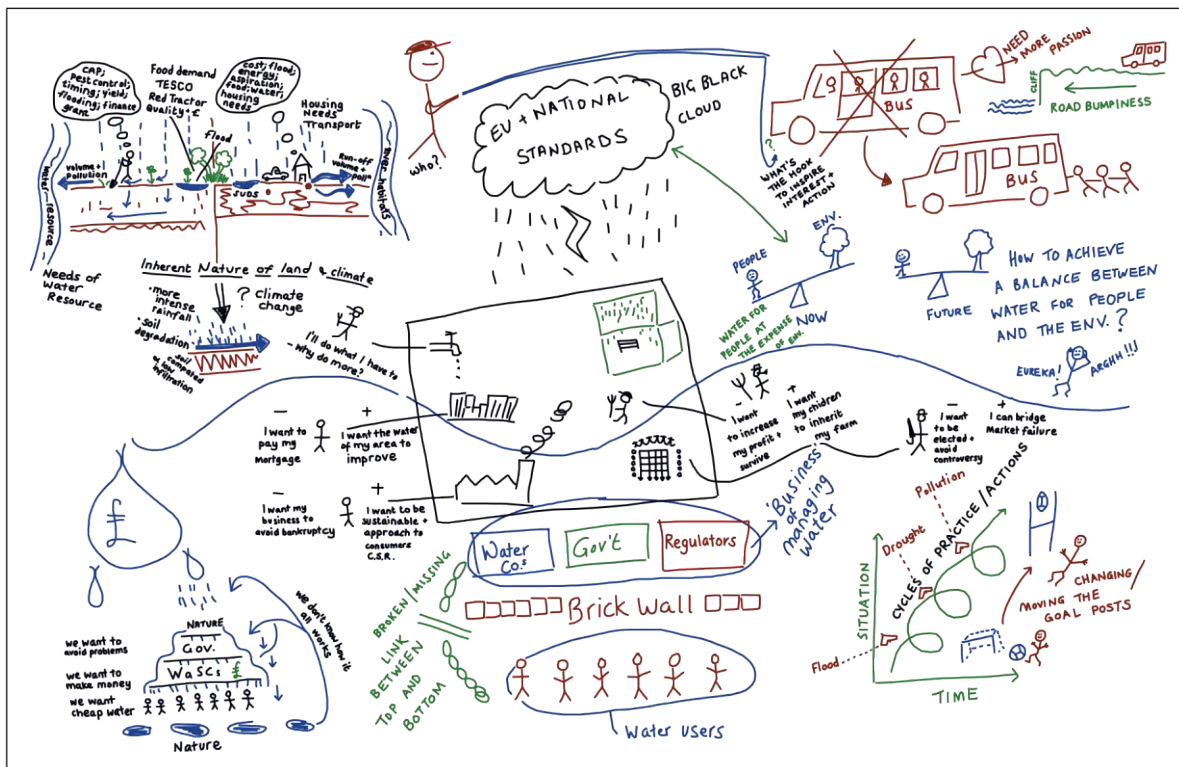 CAP;
Pest control;
timing; yield;
flooding; finance
grant
Food demand
TESCO
Red Tractor
Quality + £
flood
cost; flood;
energy;
aspiration;
food; water;
housing
needs
Housing
Needs
Transport
volume +
Pollution
SUDS
Run-off
volume +
poll^n
water resource
river habitats
Needs of
Water
Resource
Inherent Nature of land & climate
• more
intense
rainfall
• soil
degradation
? Climate
change
soil
compacted
& low
infiltration
I'll do what I have to
- why do more?
WHO?
EU + NATIONAL
STANDARDS
BIG BLACK
CLOUD
?
WHAT'S
THE HOOK
TO INSPIRE
INTEREST +
ACTION
BUS
NEED
MORE
PASSION
CLIFF
ROAD BUMPINESS
BUS
PEOPLE
ENV.
NOW
WATER FOR
PEOPLE AT
THE EXPENSE
OF ENV.
FUTURE
HOW TO ACHIEVE
A BALANCE BETWEEN
WATER FOR PEOPLE
AND THE ENV. ?
EUREKA!
ARGHH!!!
- +
I want to
pay my
Mortgage
I want the water
of my area to
improve
- +
I want my
business to
avoid bankruptcy
I want to be
sustainable +
approach to
consumers
C.S.R.
- +
I want
to increase
my profit +
survive
I want
my children
to inherit
my farm
- +
I want
to be
elected +
avoid
controversy
I can bridge
Market failure
£
Water
Co.s
Gov't
Regulators
'Business'
of
managing
water
Brick Wall
BROKEN/MISSING
LINK
BETWEEN
TOP AND
BOTTOM
Water users
we don't know how it
all works
NATURE
GOV.
WaSCs £
we want to
avoid problems
we want to
make money
we want
cheap water
Nature
SITUATION
TIME
CYCLES OF PRACTICE/ACTIONS
Flood
Drought
Pollution
CHANGING/
MOVING THE
GOAL POSTS